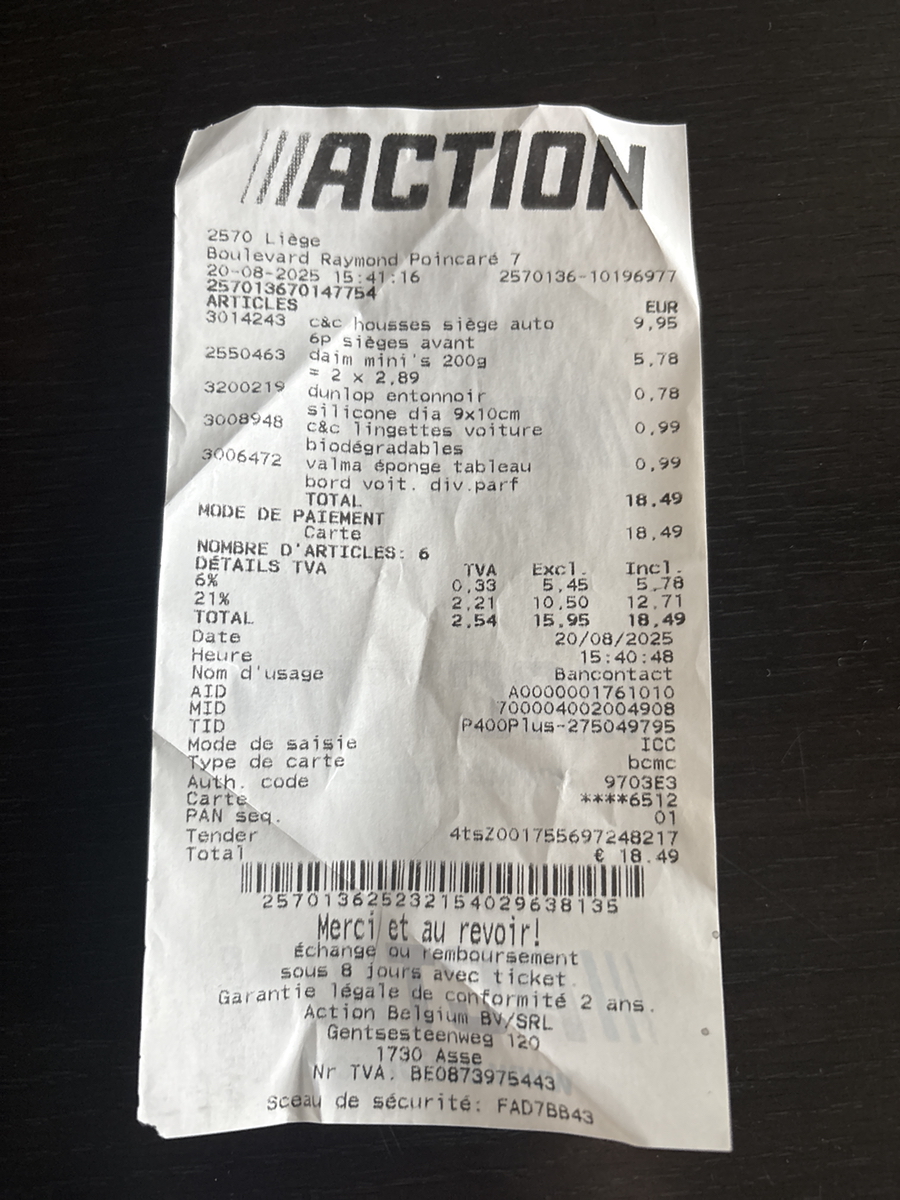 ///ACTION
2570 Liège
Boulevard Raymond Poincaré 7
20-08-2025 15:41:16 2570136-10196977
257013670147754
ARTICLES EUR
3014243 c&c housses siège auto 9,95
6p sièges avant
2550463 daim mini's 200g 5,78
= 2 x 2,89
3200219 dunlop entonnoir 0,78
silicone dia 9x10cm
3008948 c&c lingettes voiture 0,99
biodégradables
3006472 valma éponge tableau 0,99
bord voit. div.parf
TOTAL 18,49
MODE DE PAIEMENT
Carte 18,49
NOMBRE D'ARTICLES: 6
DÉTAILS TVA TVA Excl. Incl.
6% 0,33 5,45 5,78
21% 2,21 10,50 12,71
TOTAL 2,54 15,95 18,49
Date 20/08/2025
Heure 15:40:48
Nom d'usage Bancontact
AID A0000001761010
MID 700004002004908
TID P400Plus-275049795
Mode de saisie ICC
Type de carte bcmc
Auth. code 9703E3
Carte ****6512
PAN seq. 01
Tender 4tsZ001755697248217
Total € 18.49
257013625232154029638135
Merci et au revoir!
Échange ou remboursement
sous 8 jours avec ticket.
Garantie légale de conformité 2 ans.
Action Belgium BV/SRL
Gentsesteenweg 120
1730 Asse
Nr TVA: BE0873975443
Sceau de sécurité: FAD7BB43